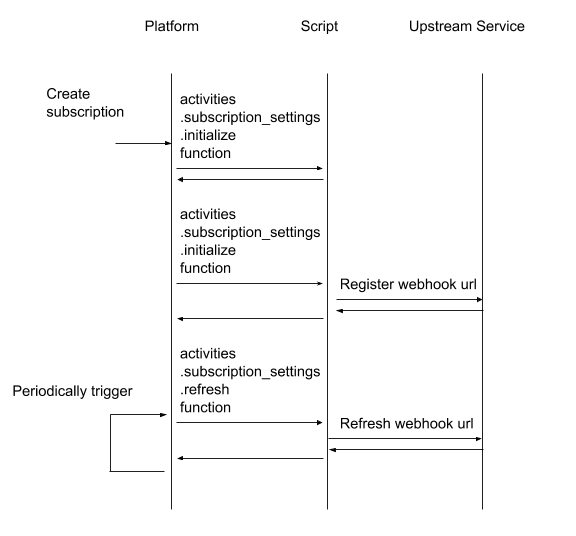 Platform
Script
Upstream Service
Create
subscription
activities
.subscription_settings
.initialize
function
activities
.subscription_settings
.initialize
function
Register webhook url
activities
.subscription_settings
.refresh
function
Periodically trigger
Refresh webhook url